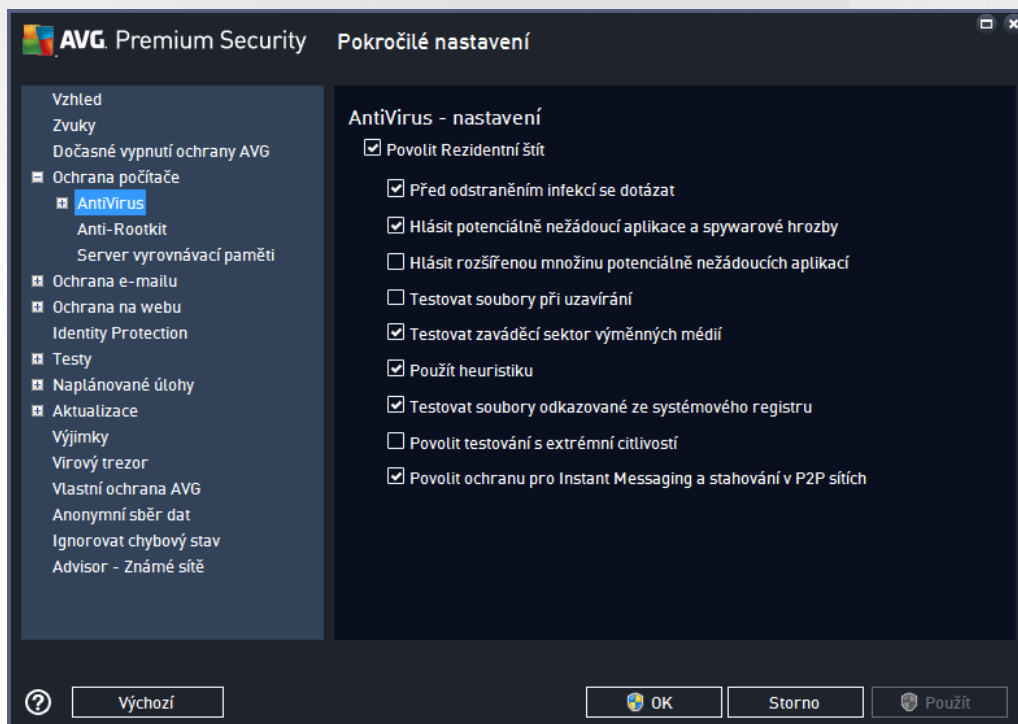 AVG. Premium Security
Pokročilé nastavení
Vzhled
Zvuky
Dočasné vypnutí ochrany AVG
Ochrana počítače
AntiVirus
Anti-Rootkit
Server vyrovnávací paměti
Ochrana e-mailu
Ochrana na webu
Identity Protection
Testy
Naplánované úlohy
Aktualizace
Výjimky
Virový trezor
Vlastní ochrana AVG
Anonymní sběr dat
Ignorovat chybový stav
Advisor - Známé sítě
AntiVirus - nastavení
Povolit Rezidentní štít
Před odstraněním infekcí se dotázat
Hlásit potenciálně nežádoucí aplikace a spywarové hrozby
Hlásit rozšířenou množinu potenciálně nežádoucích aplikací
Testovat soubory při uzavírání
Testovat zaváděcí sektor výměnných médií
Použít heuristiku
Testovat soubory odkazované ze systémového registru
Povolit testování s extrémní citlivostí
Povolit ochranu pro Instant Messaging a stahování v P2P sítích
Výchozí
OK
Storno
Použít